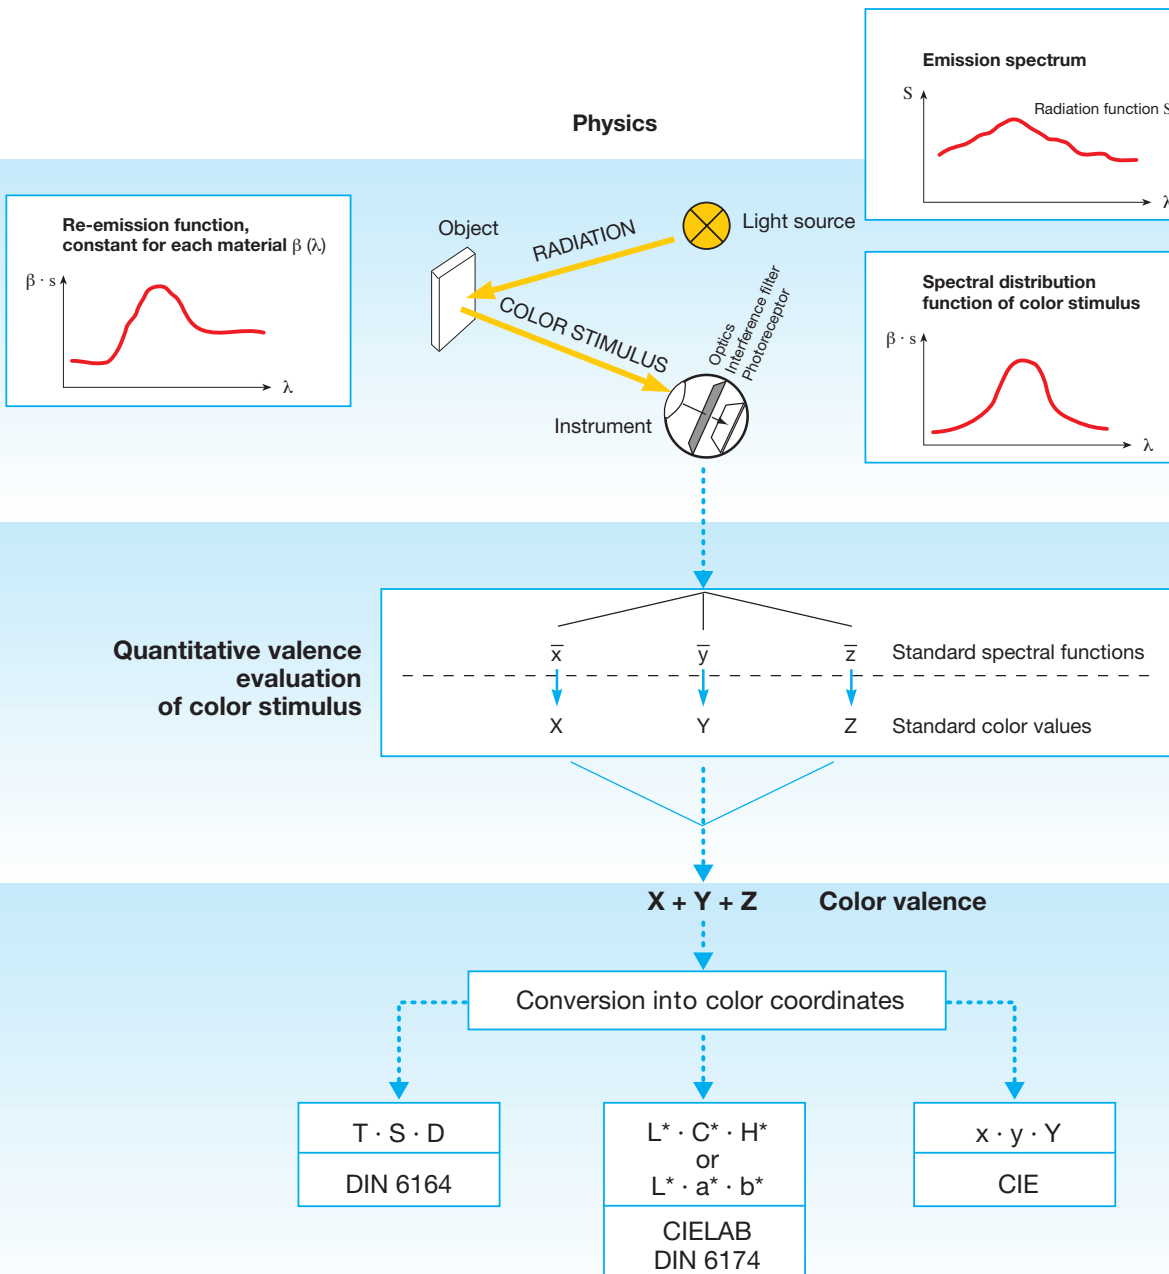 Physics
Emission spectrum
S
Radiation function S
λ
Re-emission function,
constant for each material β (λ)
β · s
λ
Object
RADIATION
Light source
COLOR STIMULUS
Optics
Interference filter
Photoreceptor
Instrument
Spectral distribution
function of color stimulus
β · s
λ
Quantitative valence
evaluation
of color stimulus
x̅ y̅ z̅ Standard spectral functions
X Y Z Standard color values
X + Y + Z Color valence
Conversion into color coordinates
T · S · D
DIN 6164
L* · C* · H*
or
L* · a* · b*
CIELAB
DIN 6174
x · y · Y
CIE